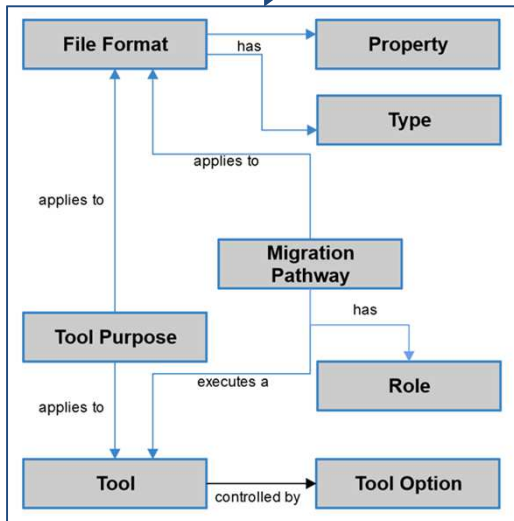 File Format
has
Property
Type
applies to
applies to
Migration
Pathway
has
Tool Purpose
executes a
Role
applies to
Tool
controlled by
Tool Option